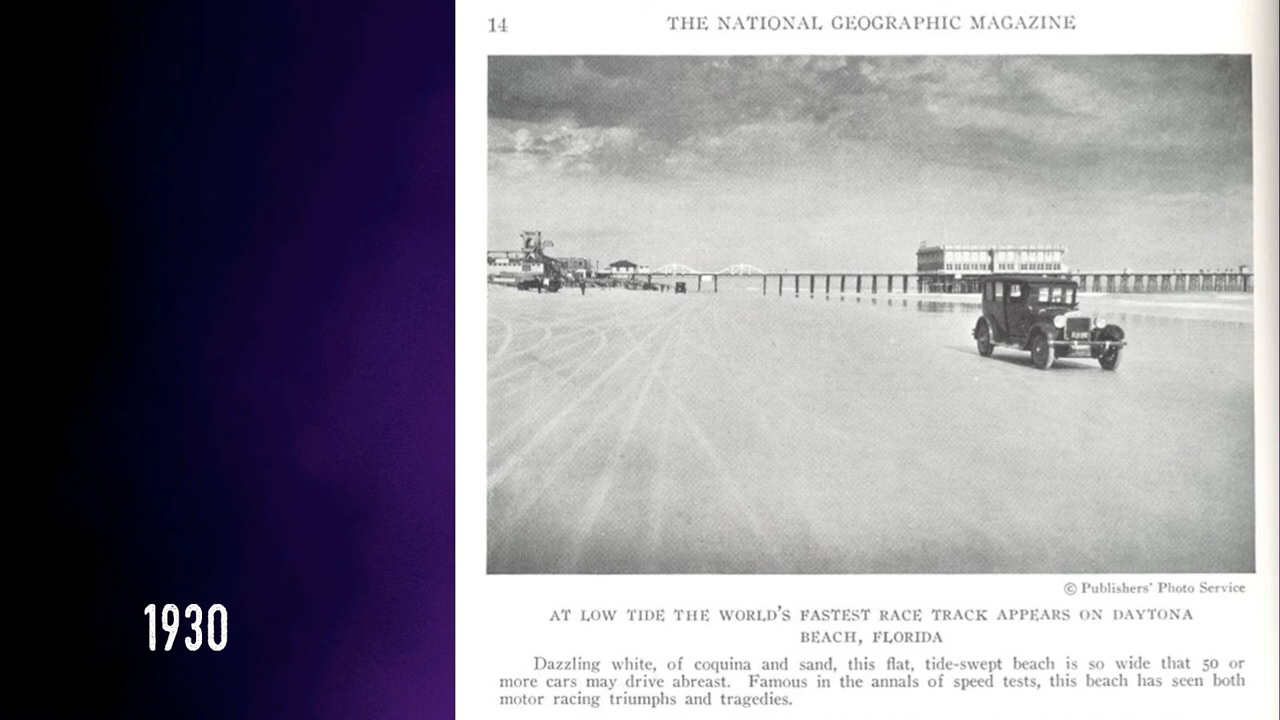 14 THE NATIONAL GEOGRAPHIC MAGAZINE
© Publishers' Photo Service
AT LOW TIDE THE WORLD'S FASTEST RACE TRACK APPEARS ON DAYTONA
BEACH, FLORIDA
Dazzling white, of coquina and sand, this flat, tide-swept beach is so wide that 50 or
more cars may drive abreast. Famous in the annals of speed tests, this beach has seen both
motor racing triumphs and tragedies.
1930